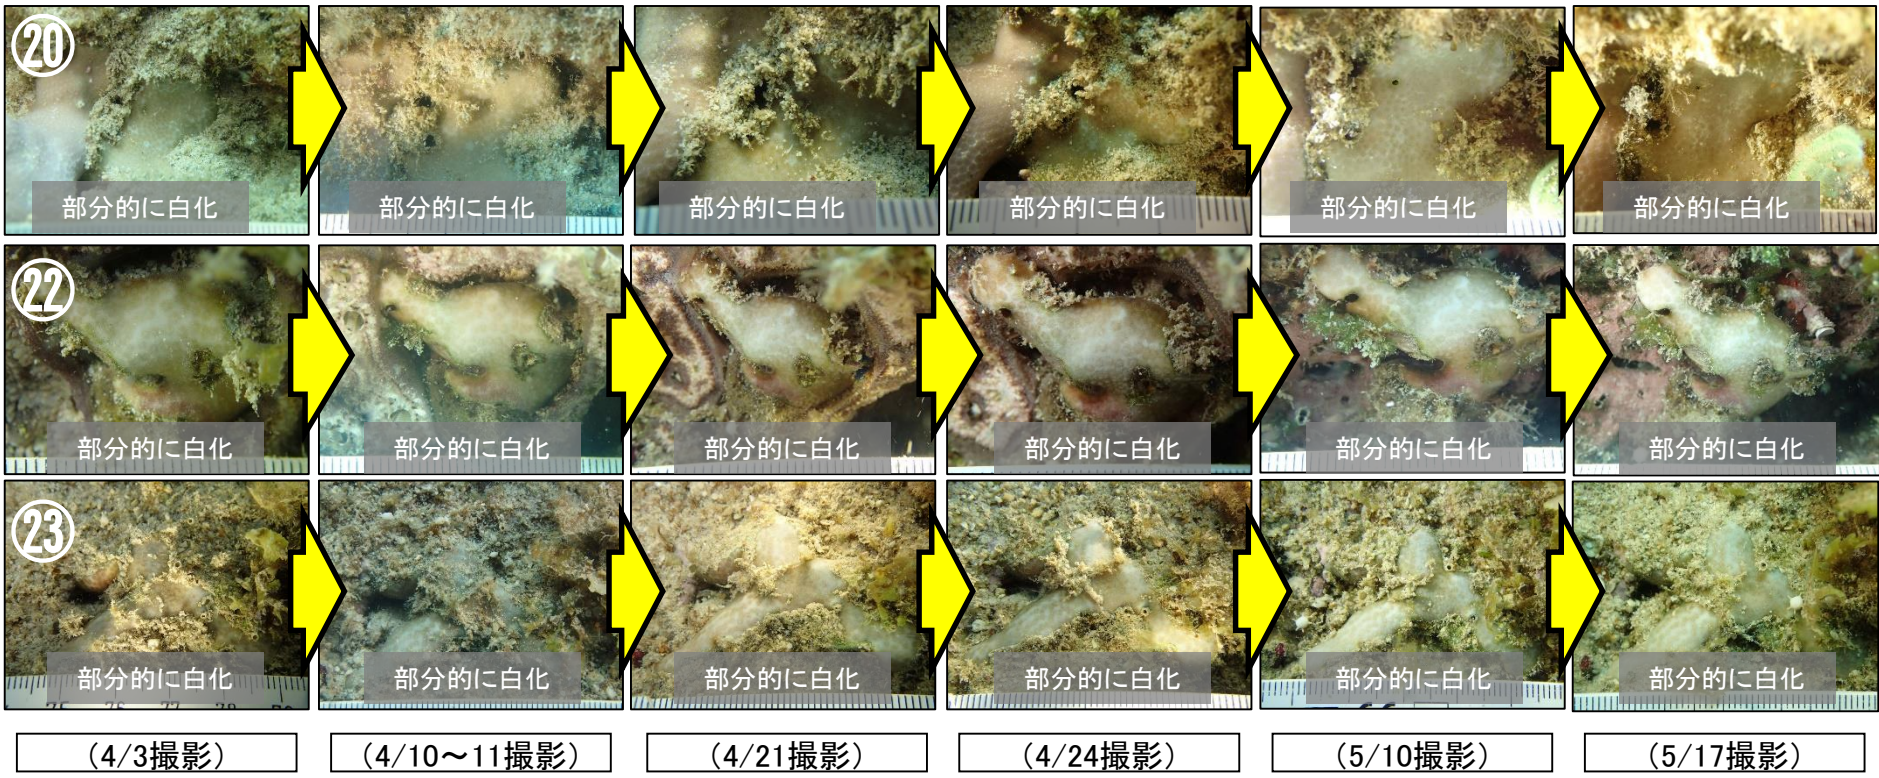 ⑳
部分的に白化 部分的に白化 部分的に白化 部分的に白化 部分的に白化 部分的に白化
㉒
部分的に白化 部分的に白化 部分的に白化 部分的に白化 部分的に白化 部分的に白化
㉓
部分的に白化 部分的に白化 部分的に白化 部分的に白化 部分的に白化 部分的に白化
75 76 77
（4/3撮影） （4/10～11撮影） （4/21撮影） （4/24撮影） （5/10撮影） （5/17撮影）